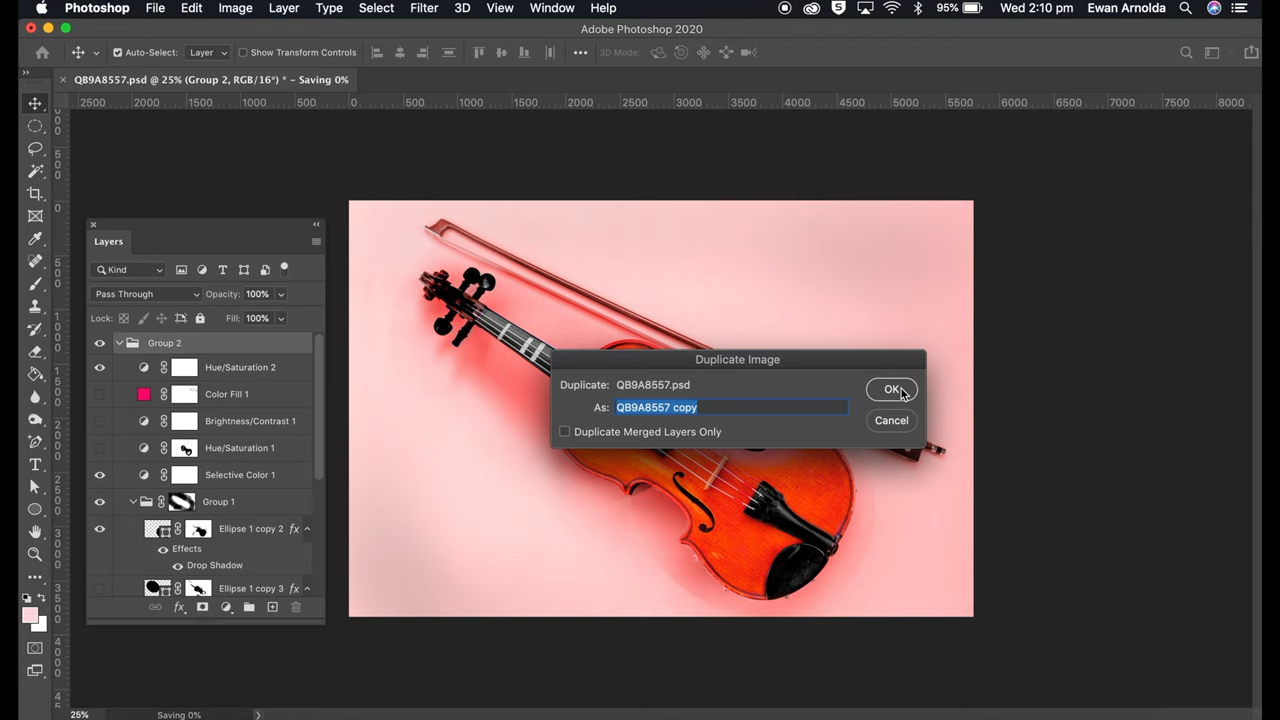 Photoshop File Edit Image Layer Type Select Filter 3D View Window Help 95% Wed 2:10 pm Ewan Arnolda
Adobe Photoshop 2020
Auto-Select: Layer Show Transform Controls 3D Mode:
QB9A8557.psd @ 25% (Group 2, RGB/16*) * – Saving 0%
2500 2000 1500 1000 500 0 500 1000 1500 2000 2500 3000 3500 4000 4500 5000 5500 6000 6500 7000 7500 8000
Layers
Kind
Pass Through Opacity: 100%
Lock: Fill: 100%
Group 2
Hue/Saturation 2
Color Fill 1
Brightness/Contrast 1
Hue/Saturation 1
Selective Color 1
Group 1
Ellipse 1 copy 2 fx
Effects
Drop Shadow
Ellipse 1 copy 3 fx
fx
Duplicate Image
Duplicate: QB9A8557.psd OK
As: QB9A8557 copy
Cancel
Duplicate Merged Layers Only
25% Saving 0%